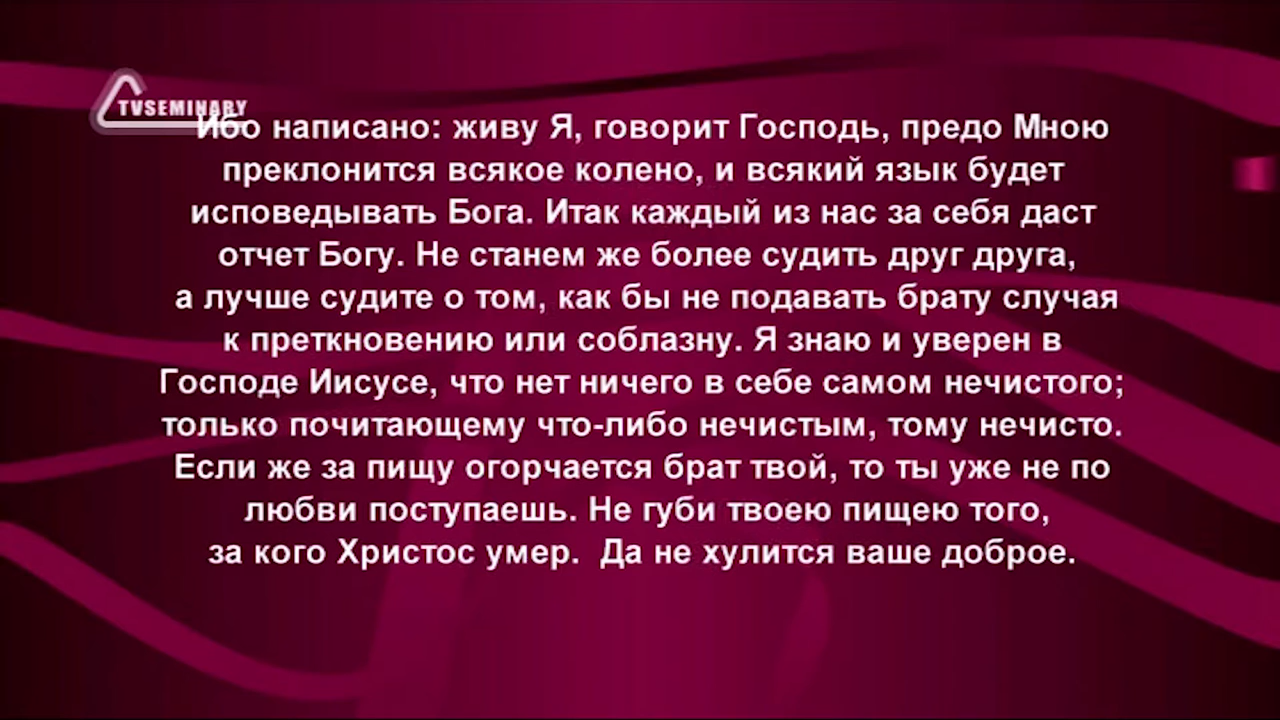 TVSEMINARY
Ибо написано: живу Я, говорит Господь, предо Мною
преклонится всякое колено, и всякий язык будет
исповедывать Бога. Итак каждый из нас за себя даст
отчет Богу. Не станем же более судить друг друга,
а лучше судите о том, как бы не подавать брату случая
к преткновению или соблазну. Я знаю и уверен в
Господе Иисусе, что нет ничего в себе самом нечистого;
только почитающему что-либо нечистым, тому нечисто.
Если же за пищу огорчается брат твой, то ты уже не по
любви поступаешь. Не губи твоею пищею того,
за кого Христос умер.  Да не хулится ваше доброе.